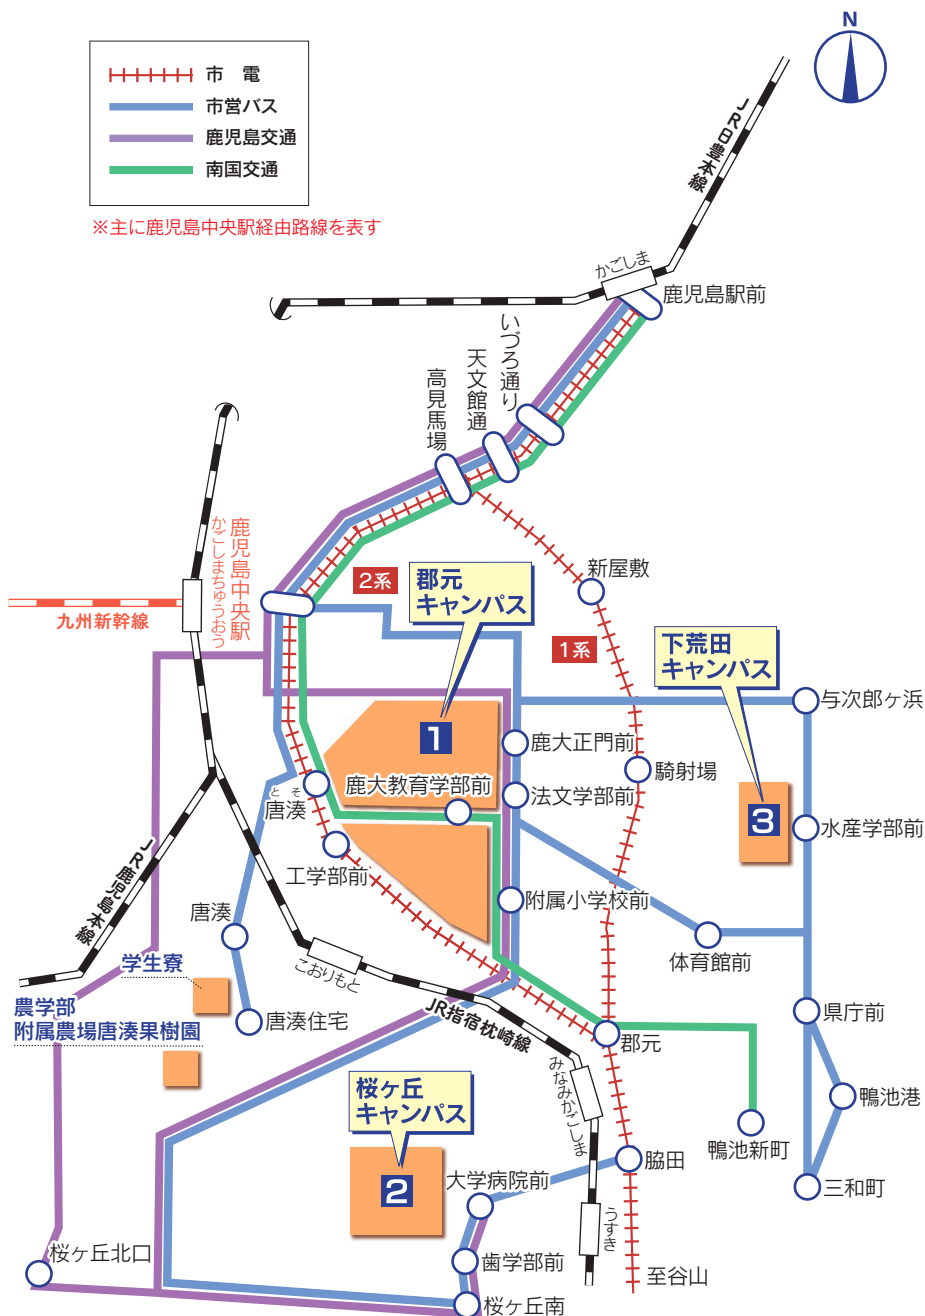 N
市 電
市営バス
鹿児島交通
南国交通
※主に鹿児島中央駅経由路線を表す
JR日豊本線
かごしま
鹿児島駅前
いづろ通り
天文館通
高見馬場
鹿児島中央駅
かごしまちゅうおう
九州新幹線
2系
郡元
キャンパス
新屋敷
1系
下荒田
キャンパス
与次郎ヶ浜
1
鹿大正門前
騎射場
鹿大教育学部前
法文学部前
とそ
唐湊
3
水産学部前
工学部前
JR鹿児島本線
附属小学校前
唐湊
体育館前
こおりもと
学生寮
農学部
附属農場唐湊果樹園
唐湊住宅
JR指宿枕崎線
郡元
県庁前
みなみかごしま
桜ヶ丘
キャンパス
鴨池港
鴨池新町
脇田
2
大学病院前
三和町
うすき
桜ヶ丘北口
歯学部前
至谷山
桜ヶ丘南